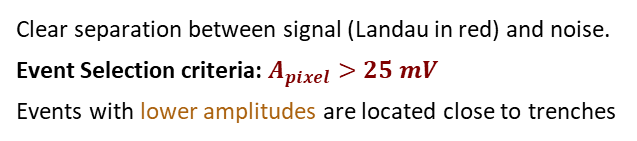 Clear separation between signal (Landau in red) and noise.
Event Selection criteria: A_pixel > 25 mV
Events with lower amplitudes are located close to trenches